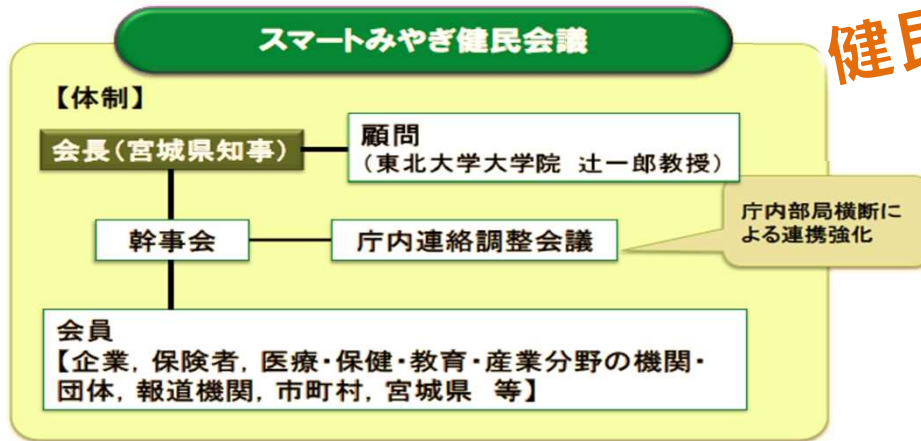 スマートみやぎ健民会議
健民
【体制】
会長(宮城県知事)
顧問
(東北大学大学院 辻一郎教授)
庁内部局横断に
よる連携強化
幹事会
庁内連絡調整会議
会員
【企業, 保険者, 医療・保健・教育・産業分野の機関・
団体, 報道機関, 市町村, 宮城県 等】